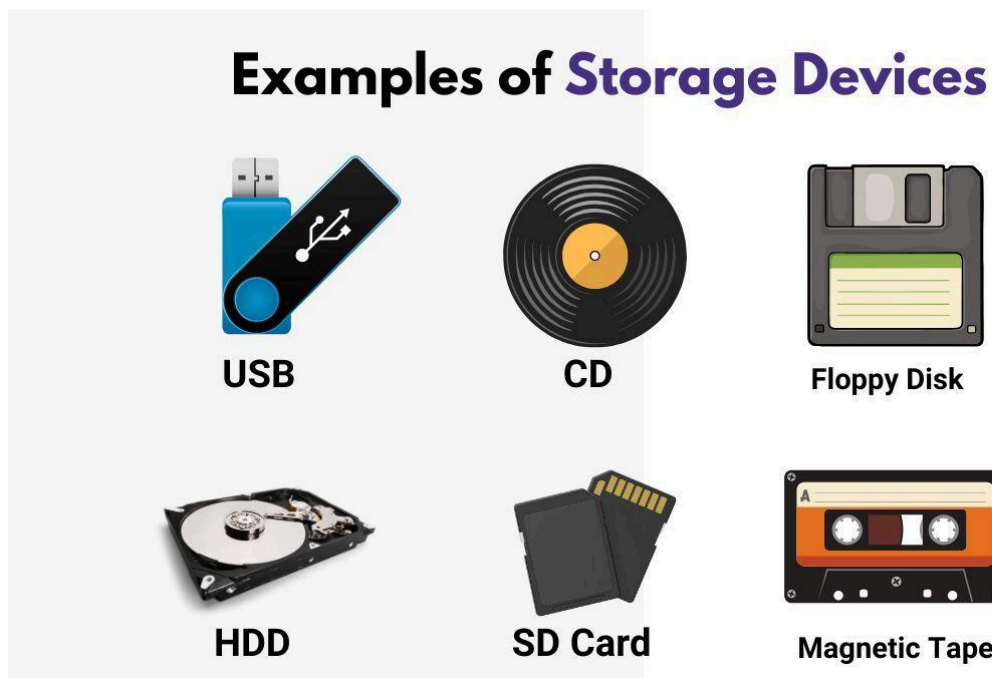 Examples of Storage Devices
USB
CD
Floppy Disk
A
HDD
SD Card
Magnetic Tape